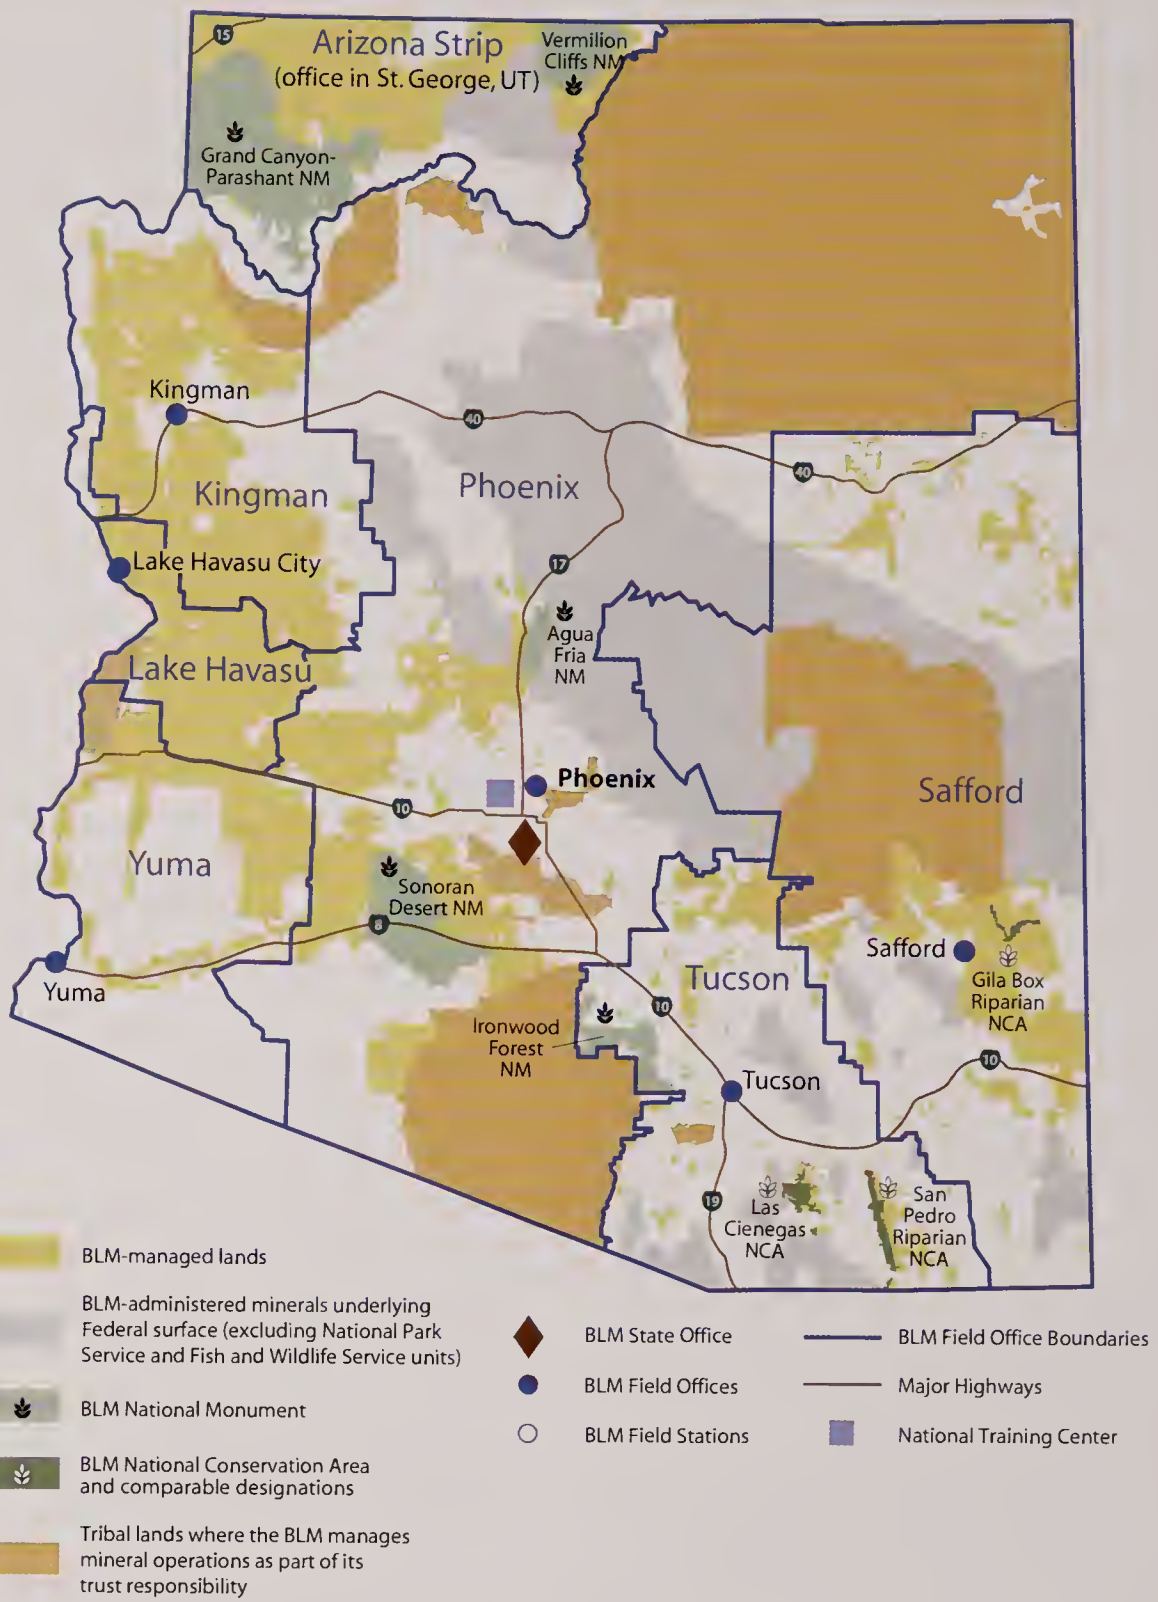 15
Arizona Strip
(office in St. George, UT)
Vermilion
Cliffs NM
Grand Canyon-
Parashant NM
Kingman
40
40
Kingman
Phoenix
17
Lake Havasu City
Agua
Fria
NM
Lake Havasu
Phoenix
10
Safford
Yuma
Sonoran
Desert NM
8
Safford
Yuma
Tucson
Gila Box
Riparian
NCA
10
Ironwood
Forest
NM
10
Tucson
19
Las
Cienegas
NCA
San
Pedro
Riparian
NCA
BLM-managed lands
BLM-administered minerals underlying
Federal surface (excluding National Park
Service and Fish and Wildlife Service units)
BLM National Monument
BLM National Conservation Area
and comparable designations
Tribal lands where the BLM manages
mineral operations as part of its
trust responsibility
BLM State Office
BLM Field Offices
BLM Field Stations
BLM Field Office Boundaries
Major Highways
National Training Center